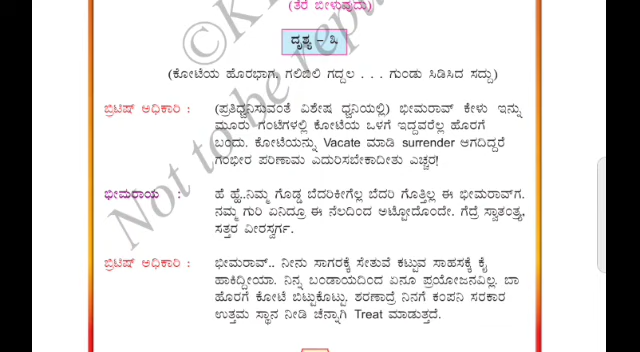 (ತೆರೆ ಬೀಳುವುದು)
ದೃಶ್ಯ – ೩
(ಕೋಟೆಯ ಹೊರಭಾಗ, ಗಲಿಬಿಲಿ ಗದ್ದಲ . . . ಗುಂಡು ಸಿಡಿಸಿದ ಸದ್ದು)
ಬ್ರಿಟಿಷ್ ಅಧಿಕಾರಿ : (ಪ್ರತಿಧ್ವನಿಸುವಂತೆ ವಿಶೇಷ ಧ್ವನಿಯಲ್ಲಿ) ಭೀಮರಾವ್ ಕೇಳು ಇನ್ನು
ಮೂರು ಗಂಟೆಗಳಲ್ಲಿ ಕೋಟೆಯ ಒಳಗೆ ಇದ್ದವರೆಲ್ಲ ಹೊರಗೆ
ಬಂದು. ಕೋಟೆಯನ್ನು Vacate ಮಾಡಿ surrender ಆಗದಿದ್ದರೆ
ಗಂಭೀರ ಪರಿಣಾಮ ಎದುರಿಸಬೇಕಾದೀತು ಎಚ್ಚರ!
ಭೀಮರಾಯ : ಹೆ ಹ್ಹೆ..ನಿಮ್ಮ ಗೊಡ್ಡ ಬೆದರಿಕೀಗೆಲ್ಲ ಬೆದರಿ ಗೊತ್ತಿಲ್ಲ ಈ ಭೀಮರಾವ್‌ಗ.
ನಮ್ಮ ಗುರಿ ಏನಿದ್ರೂ ಈ ನೆಲದಿಂದ ಅಟ್ಟೋದೊಂದೇ. ಗೆದ್ರೆ ಸ್ವಾತಂತ್ರ್ಯ,
ಸತ್ತರ ವೀರಸ್ವರ್ಗ.
ಬ್ರಿಟಿಷ್ ಅಧಿಕಾರಿ : ಭೀಮರಾವ್.. ನೀನು ಸಾಗರಕ್ಕೆ ಸೇತುವೆ ಕಟ್ಟುವ ಸಾಹಸಕ್ಕೆ ಕೈ
ಹಾಕಿದ್ದೀಯಾ. ನಿನ್ನ ಬಂಡಾಯದಿಂದ ಏನೂ ಪ್ರಯೋಜನವಿಲ್ಲ. ಬಾ
ಹೊರಗೆ ಕೋಟೆ ಬಿಟ್ಟುಕೊಟ್ಟು. ಶರಣಾದ್ರೆ ನಿನಗೆ ಕಂಪನಿ ಸರಕಾರ
ಉತ್ತಮ ಸ್ಥಾನ ನೀಡಿ ಚೆನ್ನಾಗಿ Treat ಮಾಡುತ್ತದೆ.
Not to be